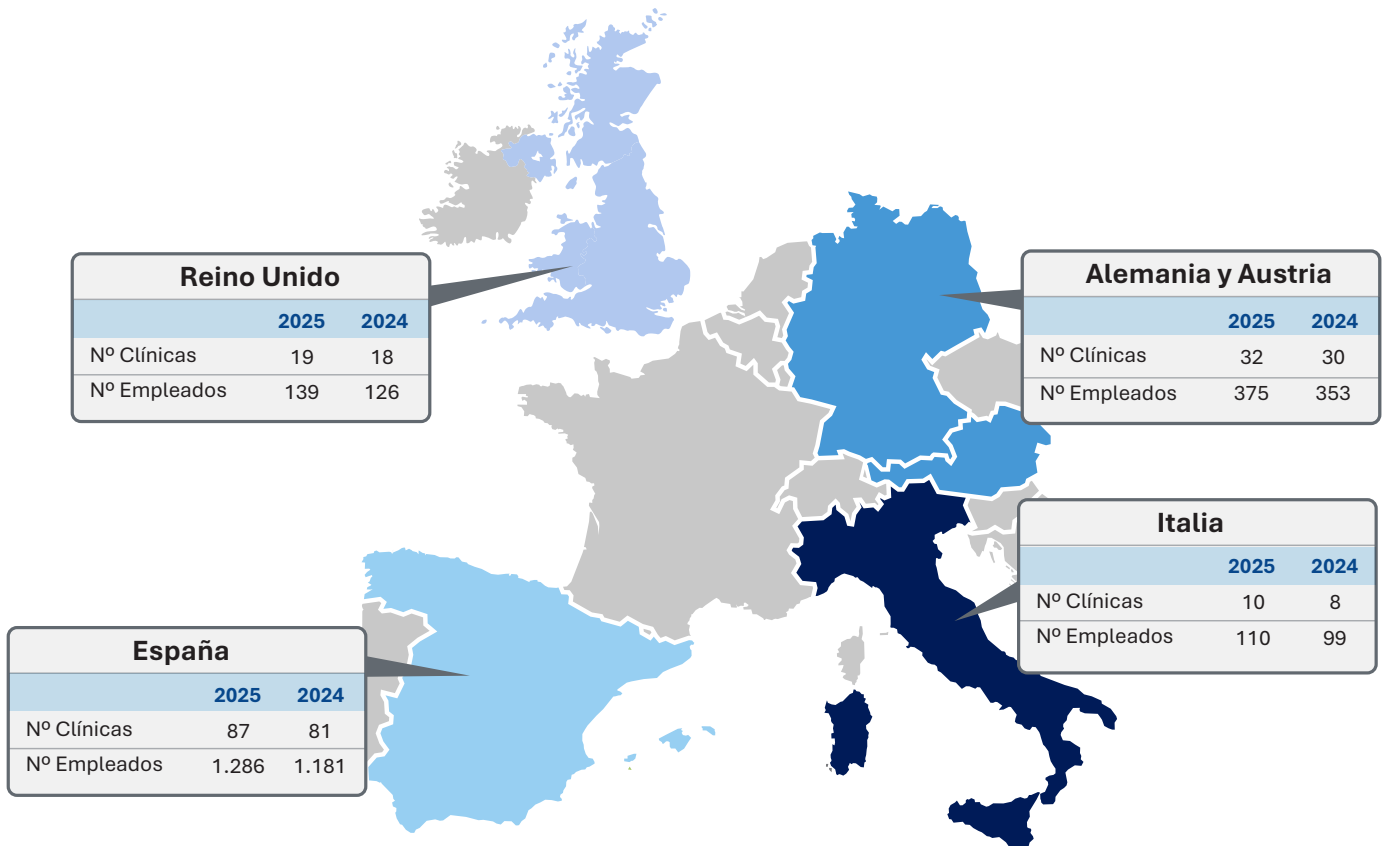 Reino Unido
2025 2024
Nº Clínicas 19 18
Nº Empleados 139 126
Alemania y Austria
2025 2024
Nº Clínicas 32 30
Nº Empleados 375 353
Italia
2025 2024
Nº Clínicas 10 8
Nº Empleados 110 99
España
2025 2024
Nº Clínicas 87 81
Nº Empleados 1.286 1.181